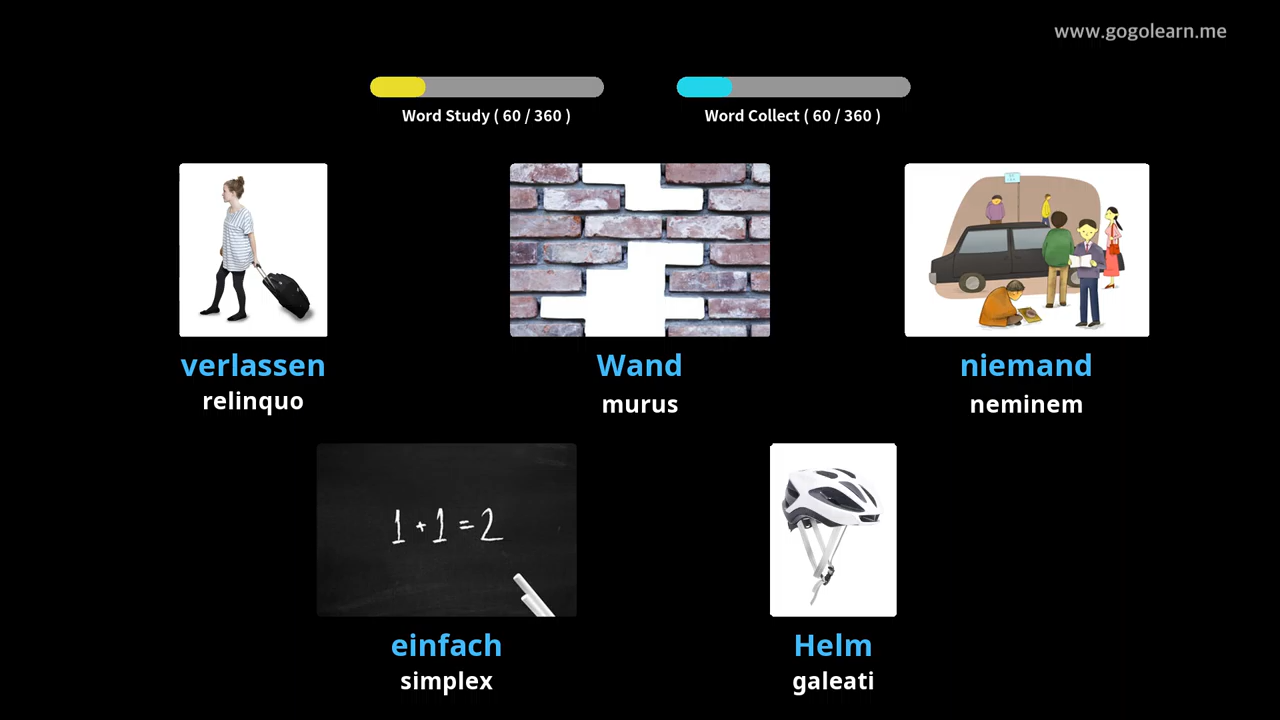 www.gogolearn.me
Word Study ( 60 / 360 )
Word Collect ( 60 / 360 )
verlassen
relinquo
Wand
murus
niemand
neminem
1 + 1 = 2
einfach
simplex
Helm
galeati